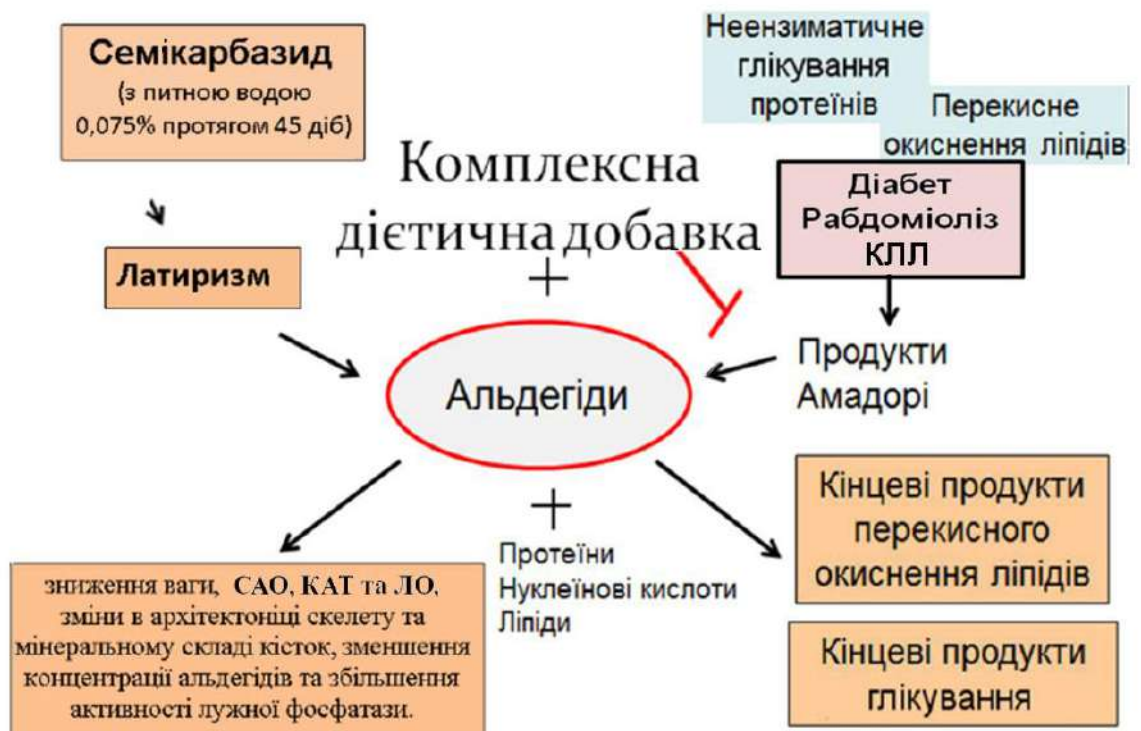 Семікарбазид
(з питною водою
0,075% протягом 45 діб)
Неензиматичне
глікування
протеїнів
Перекисне
окиснення ліпідів
Комплексна
дієтична добавка
+
Діабет
Рабдоміоліз
КЛЛ
Латиризм
Альдегіди
Продукти
Амадорі
+
Протеїни
Нуклеїнові кислоти
Ліпіди
Кінцеві продукти
перекисного
окиснення ліпідів
зниження ваги, САО, КАТ та ЛО,
зміни в архітектоніці скелету та
мінеральному складі кісток, зменшення
концентрації альдегідів та збільшення
активності лужної фосфатази.
Кінцеві продукти
глікування